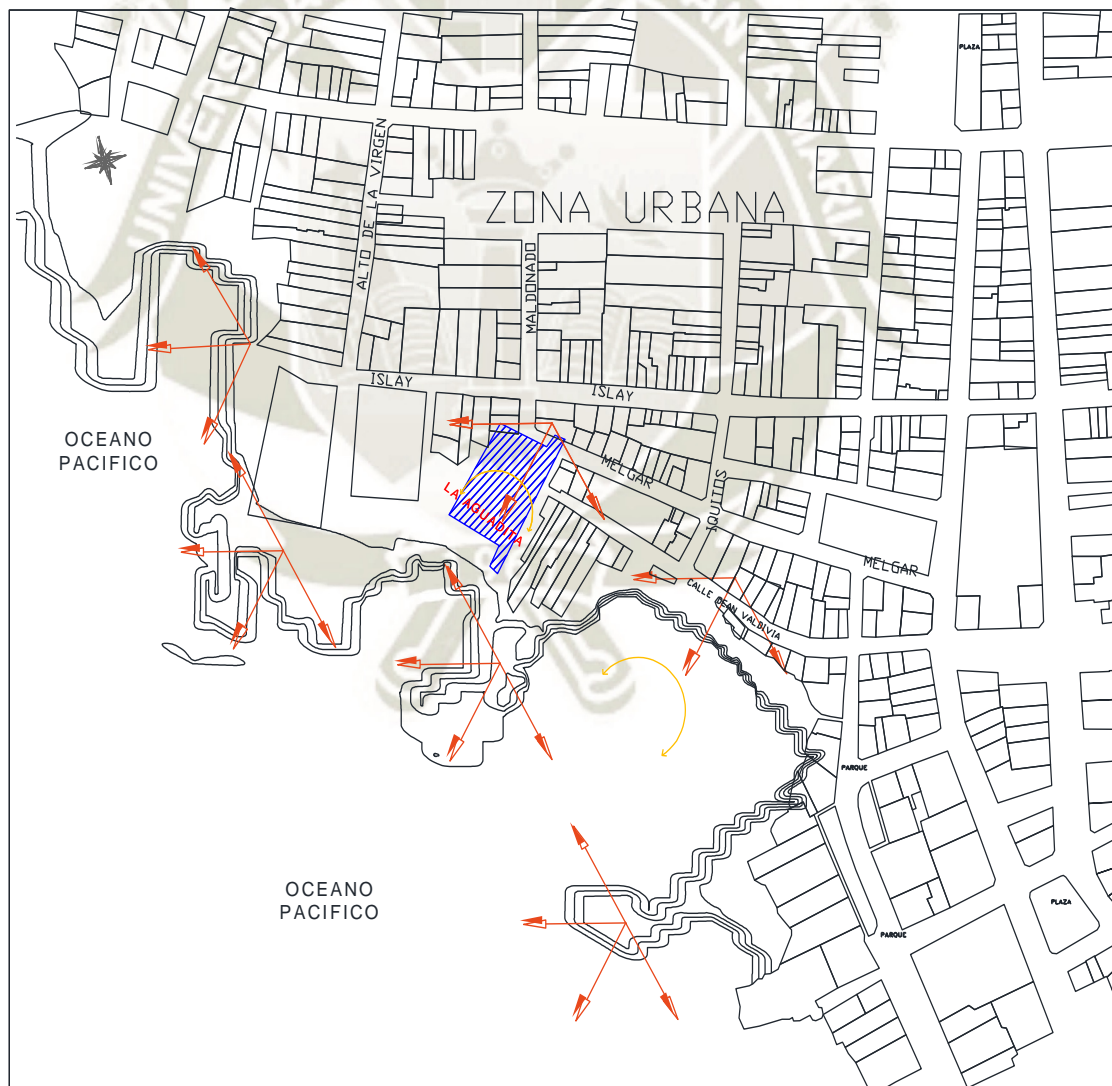 PLAZA
UNIVERS
ALTO DE LA VIRGEN
ZONA URBANA
MALDONADO
ISLAY
ISLAY
OCEANO
PACIFICO
MELGAR
IQUITOS
LA AGUADITA
MELGAR
CALLE DEAN VALDIVIA
PARQUE
OCEANO
PACIFICO
PLAZA
PARQUE